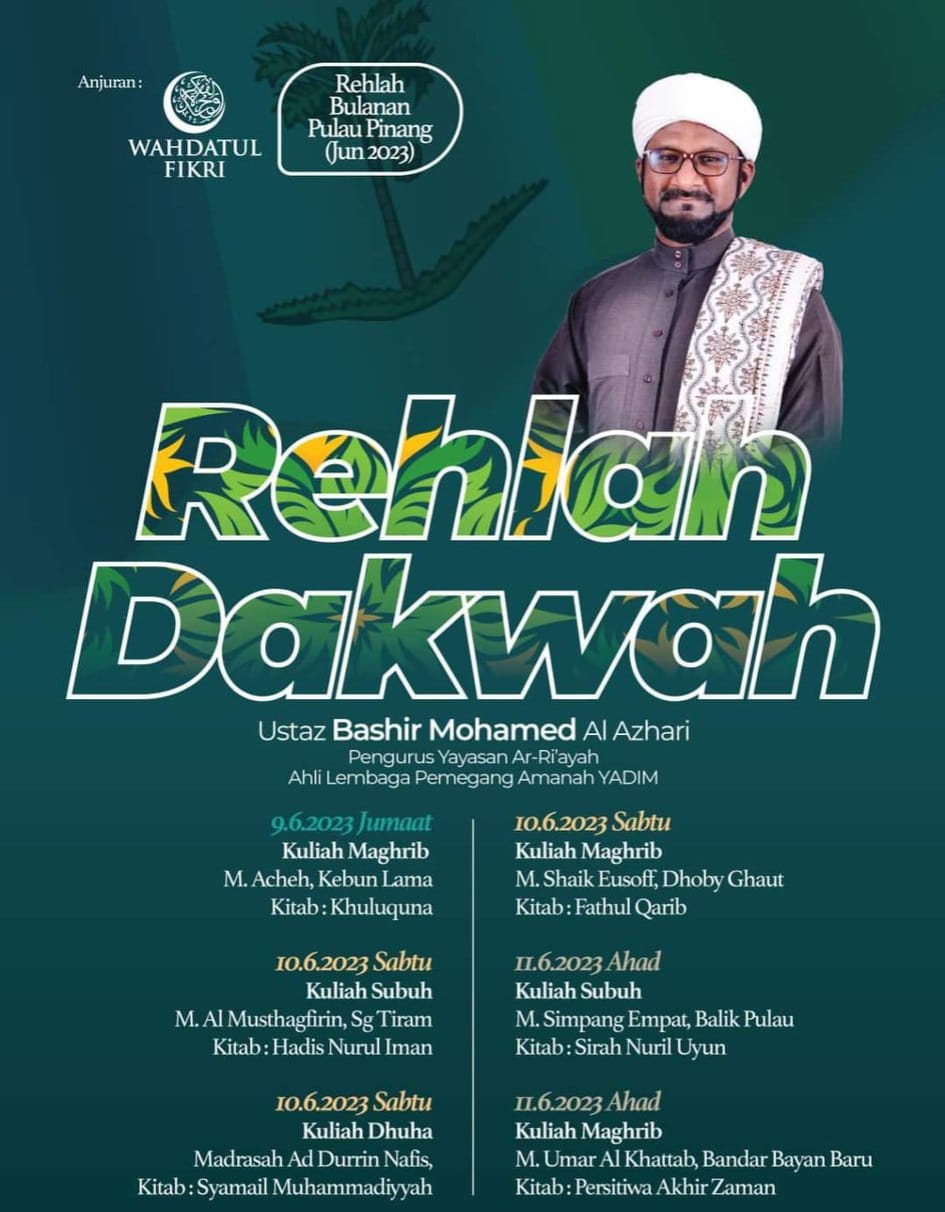 Anjuran :
WAHDATUL
FIKRI
Rehlah
Bulanan
Pulau Pinang
(Jun 2023)
Rehlah
Dakwah
Ustaz Bashir Mohamed Al Azhari
Pengurus Yayasan Ar-Ri'ayah
Ahli Lembaga Pemegang Amanah YADIM
9.6.2023 Jumaat
Kuliah Maghrib
M. Acheh, Kebun Lama
Kitab : Khuluquna
10.6.2023 Sabtu
Kuliah Subuh
M. Al Musthagfirin, Sg Tiram
Kitab : Hadis Nurul Iman
10.6.2023 Sabtu
Kuliah Dhuha
Madrasah Ad Durrin Nafis,
Kitab : Syamail Muhammadiyyah
10.6.2023 Sabtu
Kuliah Maghrib
M. Shaik Eusoff, Dhoby Ghaut
Kitab : Fathul Qarib
11.6.2023 Ahad
Kuliah Subuh
M. Simpang Empat, Balik Pulau
Kitab : Sirah Nuril Uyun
11.6.2023 Ahad
Kuliah Maghrib
M. Umar Al Khattab, Bandar Bayan Baru
Kitab : Persitiwa Akhir Zaman